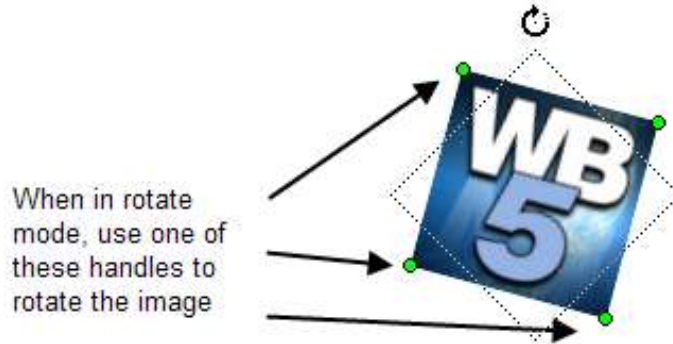 When in rotate
mode, use one of
these handles to
rotate the image
WB
5